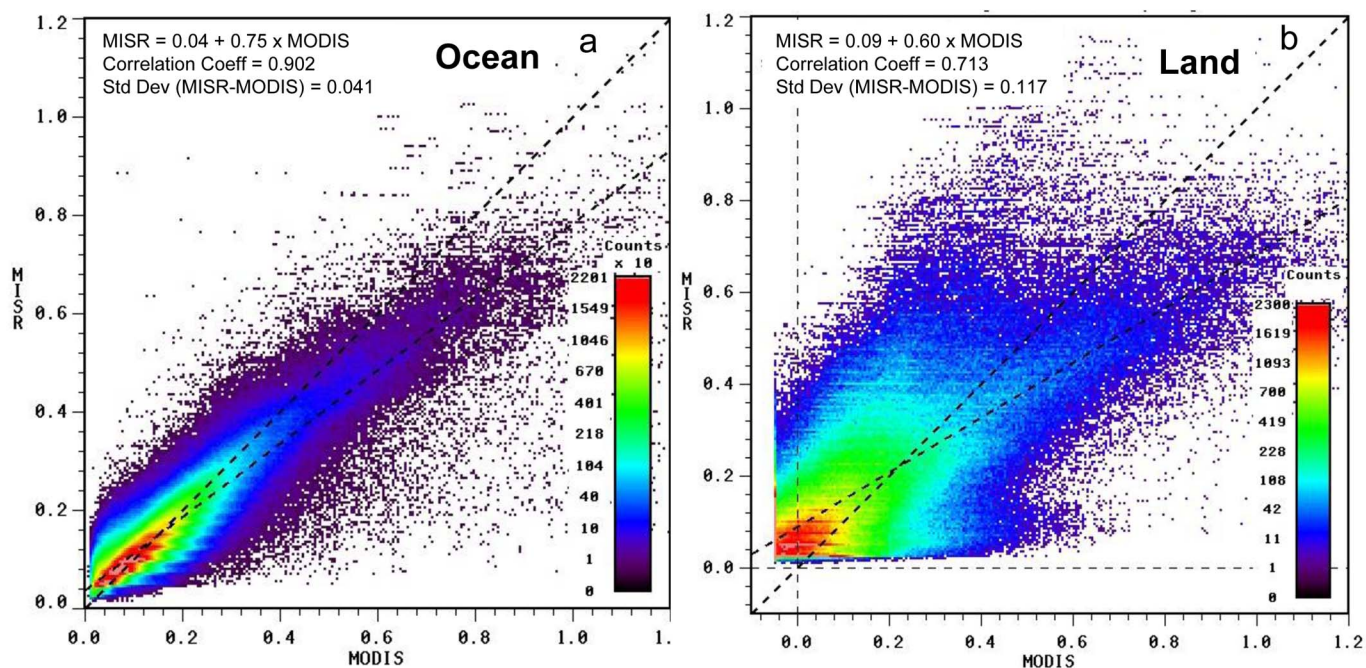 MISR = 0.04 + 0.75 x MODIS
Correlation Coeff = 0.902
Std Dev (MISR-MODIS) = 0.041
Ocean
a
1.2
1.0
0.8
0.6
0.4
0.2
0.0
MISR
Counts
x 10
2201
1549
1046
670
401
218
104
40
10
1
0
0.0 0.2 0.4 0.6 0.8 1.0 1.
MODIS
MISR = 0.09 + 0.60 x MODIS
Correlation Coeff = 0.713
Std Dev (MISR-MODIS) = 0.117
Land
b
1.2
1.0
0.8
0.6
0.4
0.2
0.0
MISR
Counts
2300
1619
1093
700
419
228
108
42
11
1
0
0.0 0.2 0.4 0.6 0.8 1.0 1.2
MODIS